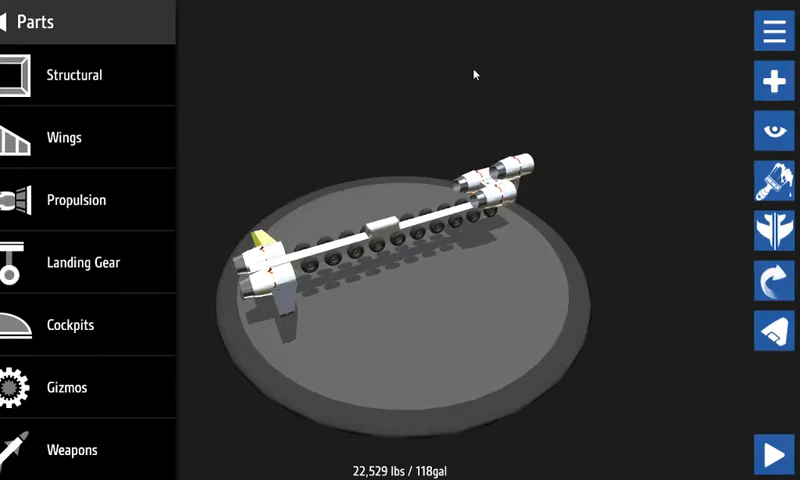 Parts
Structural
Wings
Propulsion
Landing Gear
Cockpits
Gizmos
Weapons
22,529 lbs / 118gal